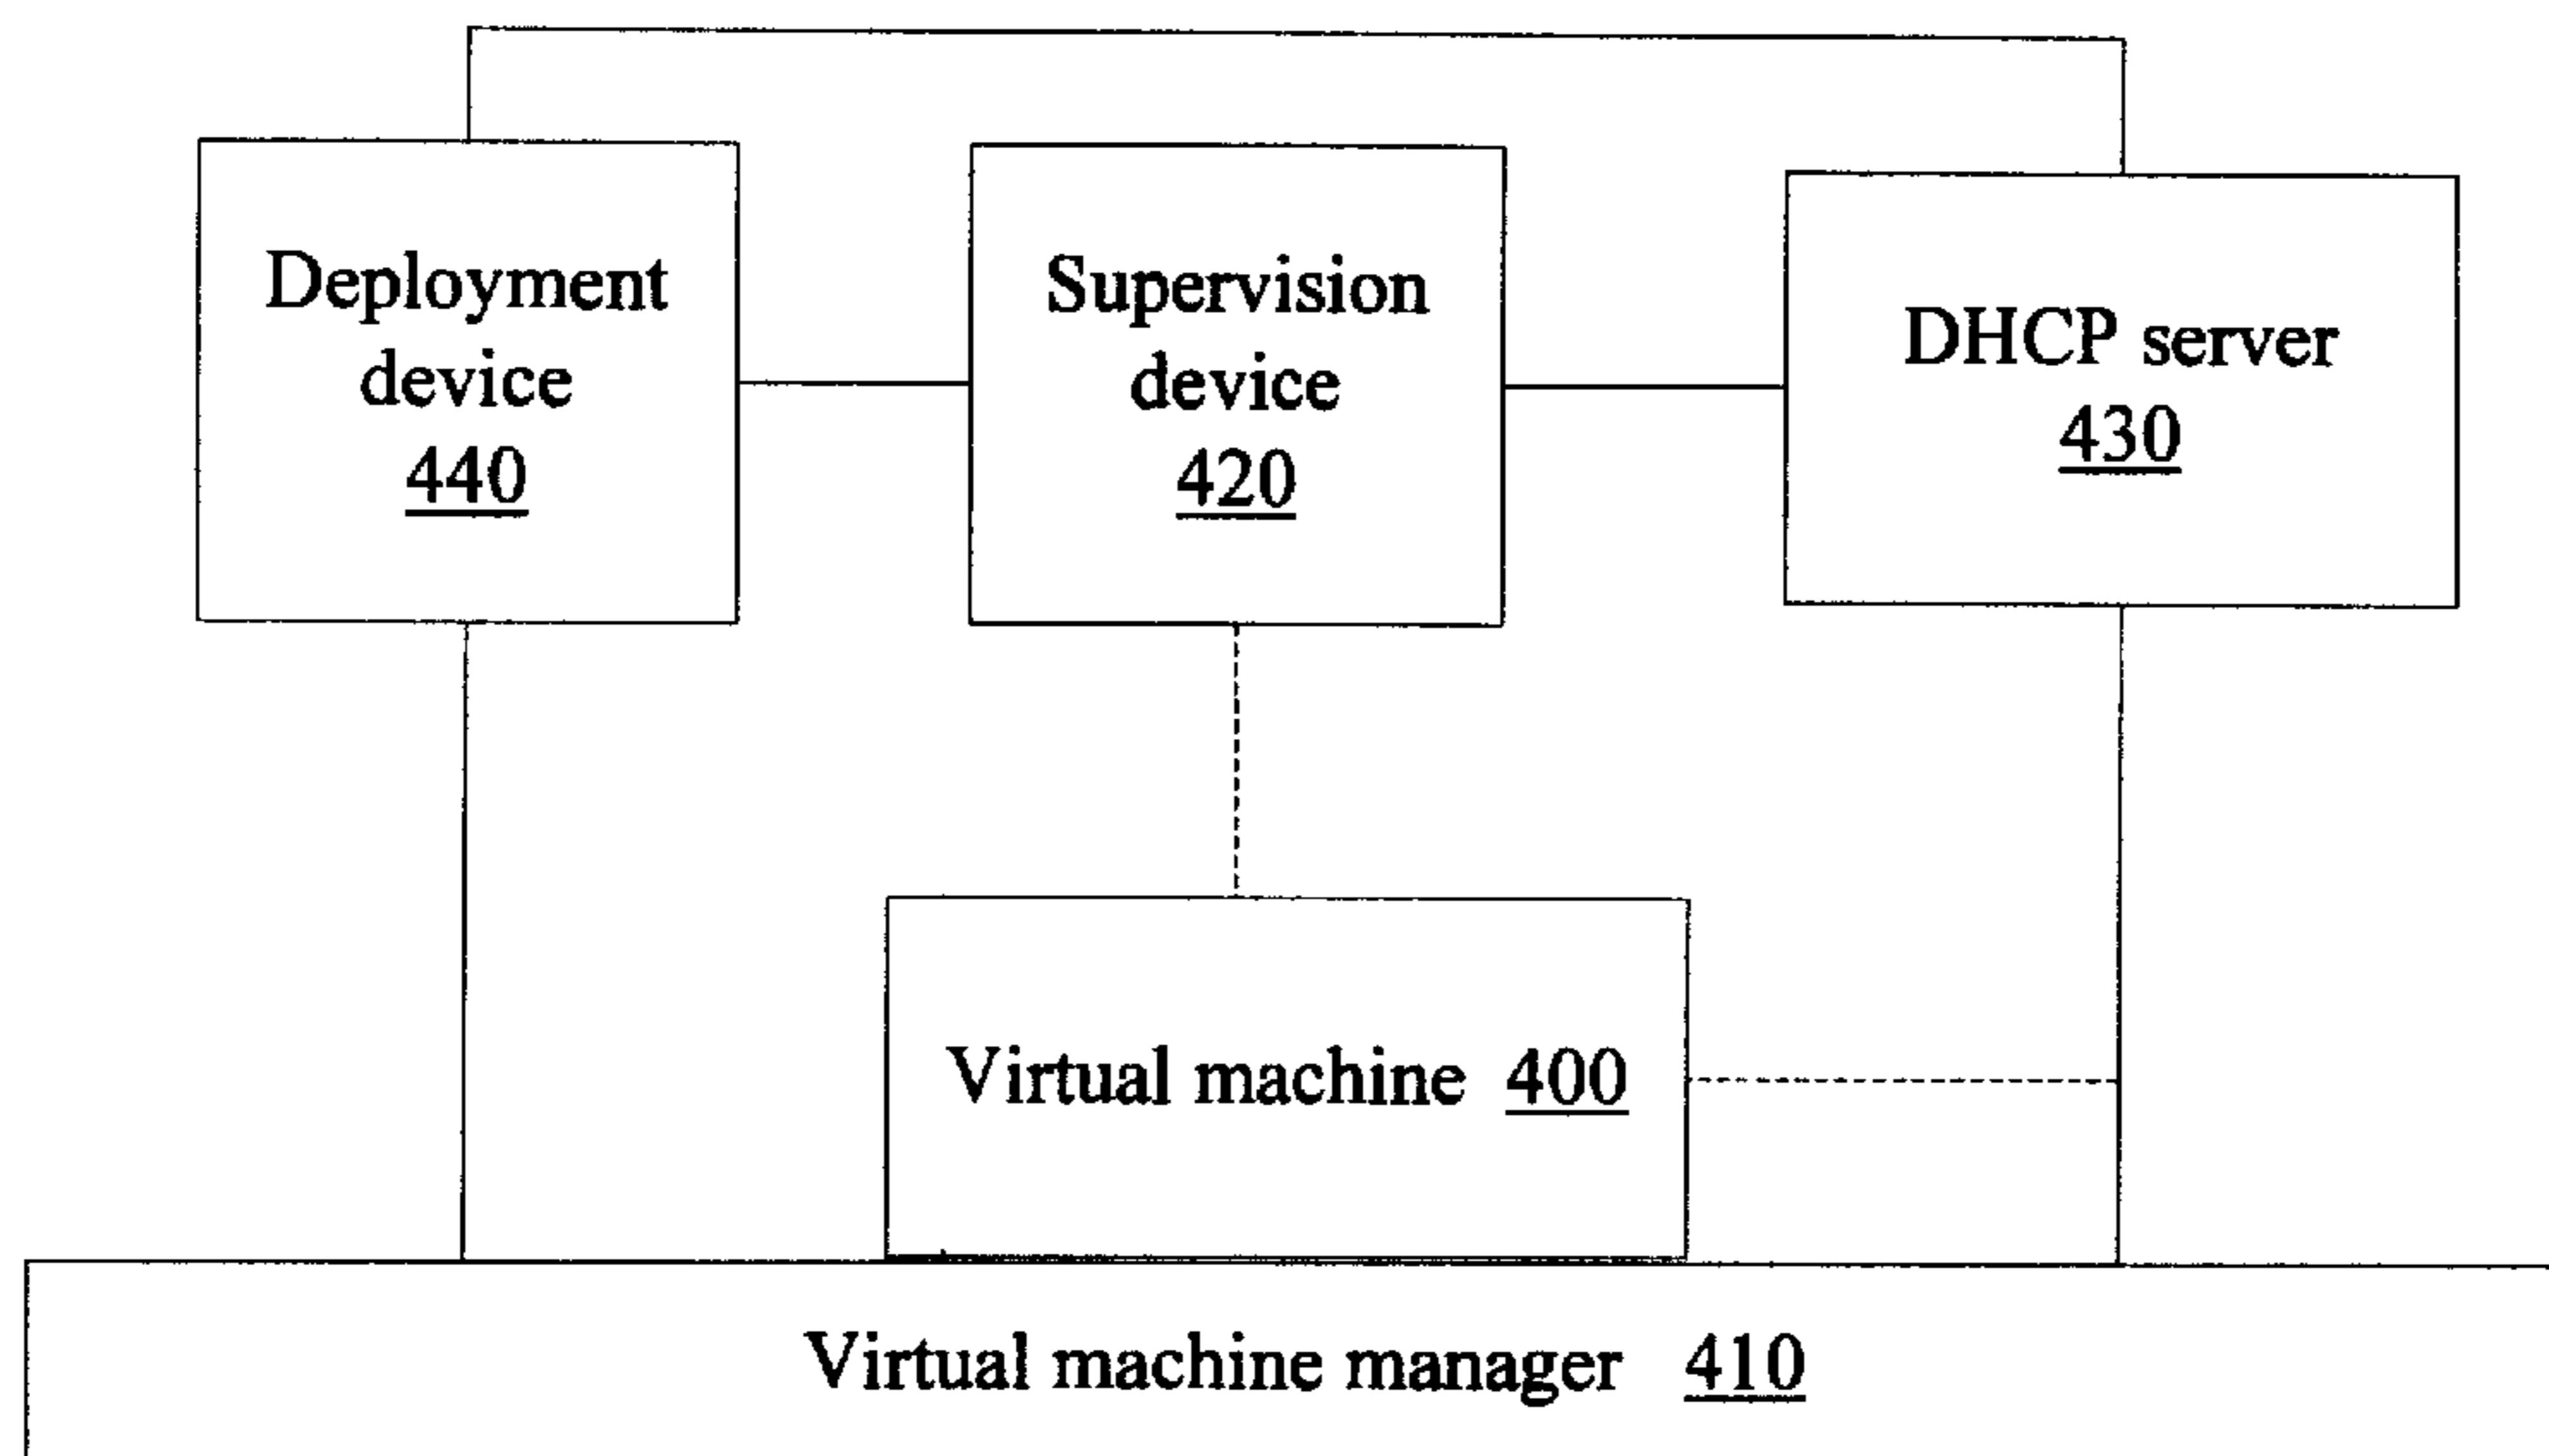 Deployment
device
440
Supervision
device
420
DHCP server
430
Virtual machine 400
Virtual machine manager 410